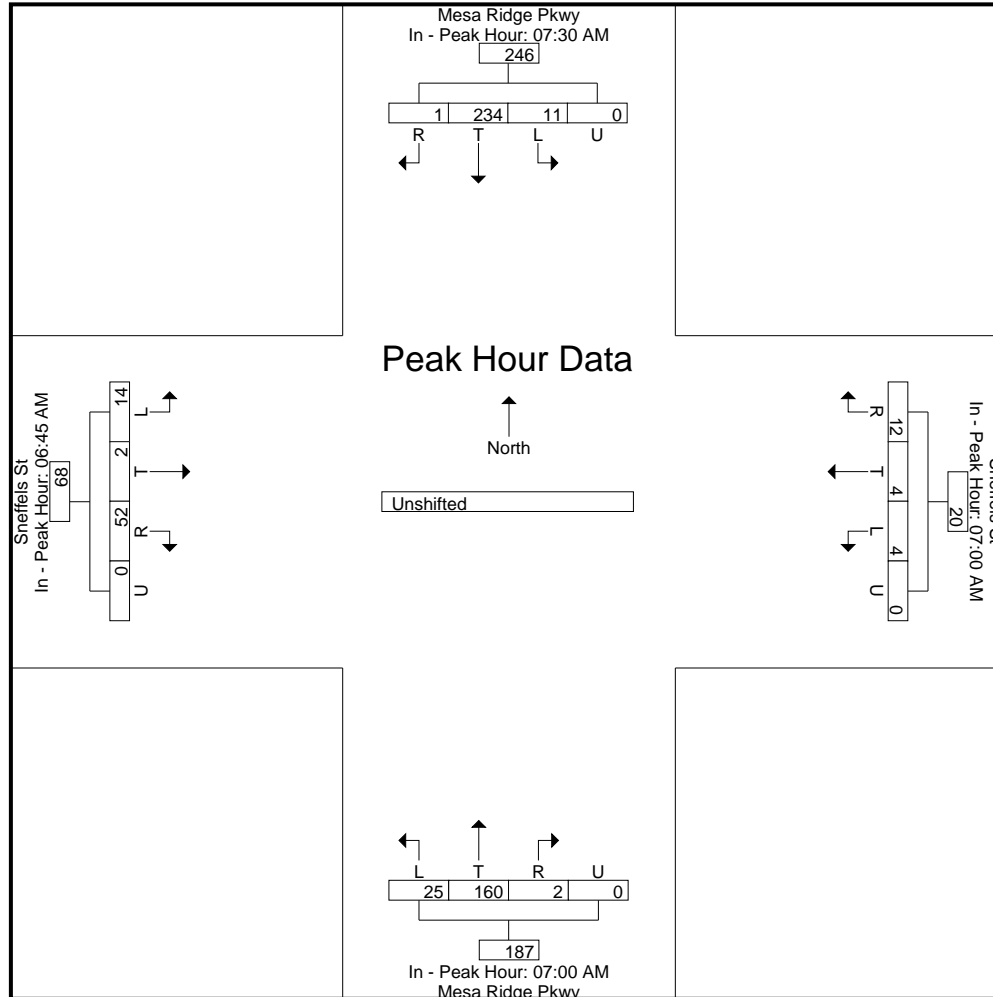 Mesa Ridge Pkwy
In - Peak Hour: 07:30 AM
246
1 234 11 0
R T L U
Peak Hour Data
North
Unshifted
Sneffels St
In - Peak Hour: 06:45 AM
68
14 2 52 0
L T R U
Sneffels St
In - Peak Hour: 07:00 AM
20
12 4 4 0
R T L U
L T R U
25 160 2 0
187
In - Peak Hour: 07:00 AM
Mesa Ridge Pkwy